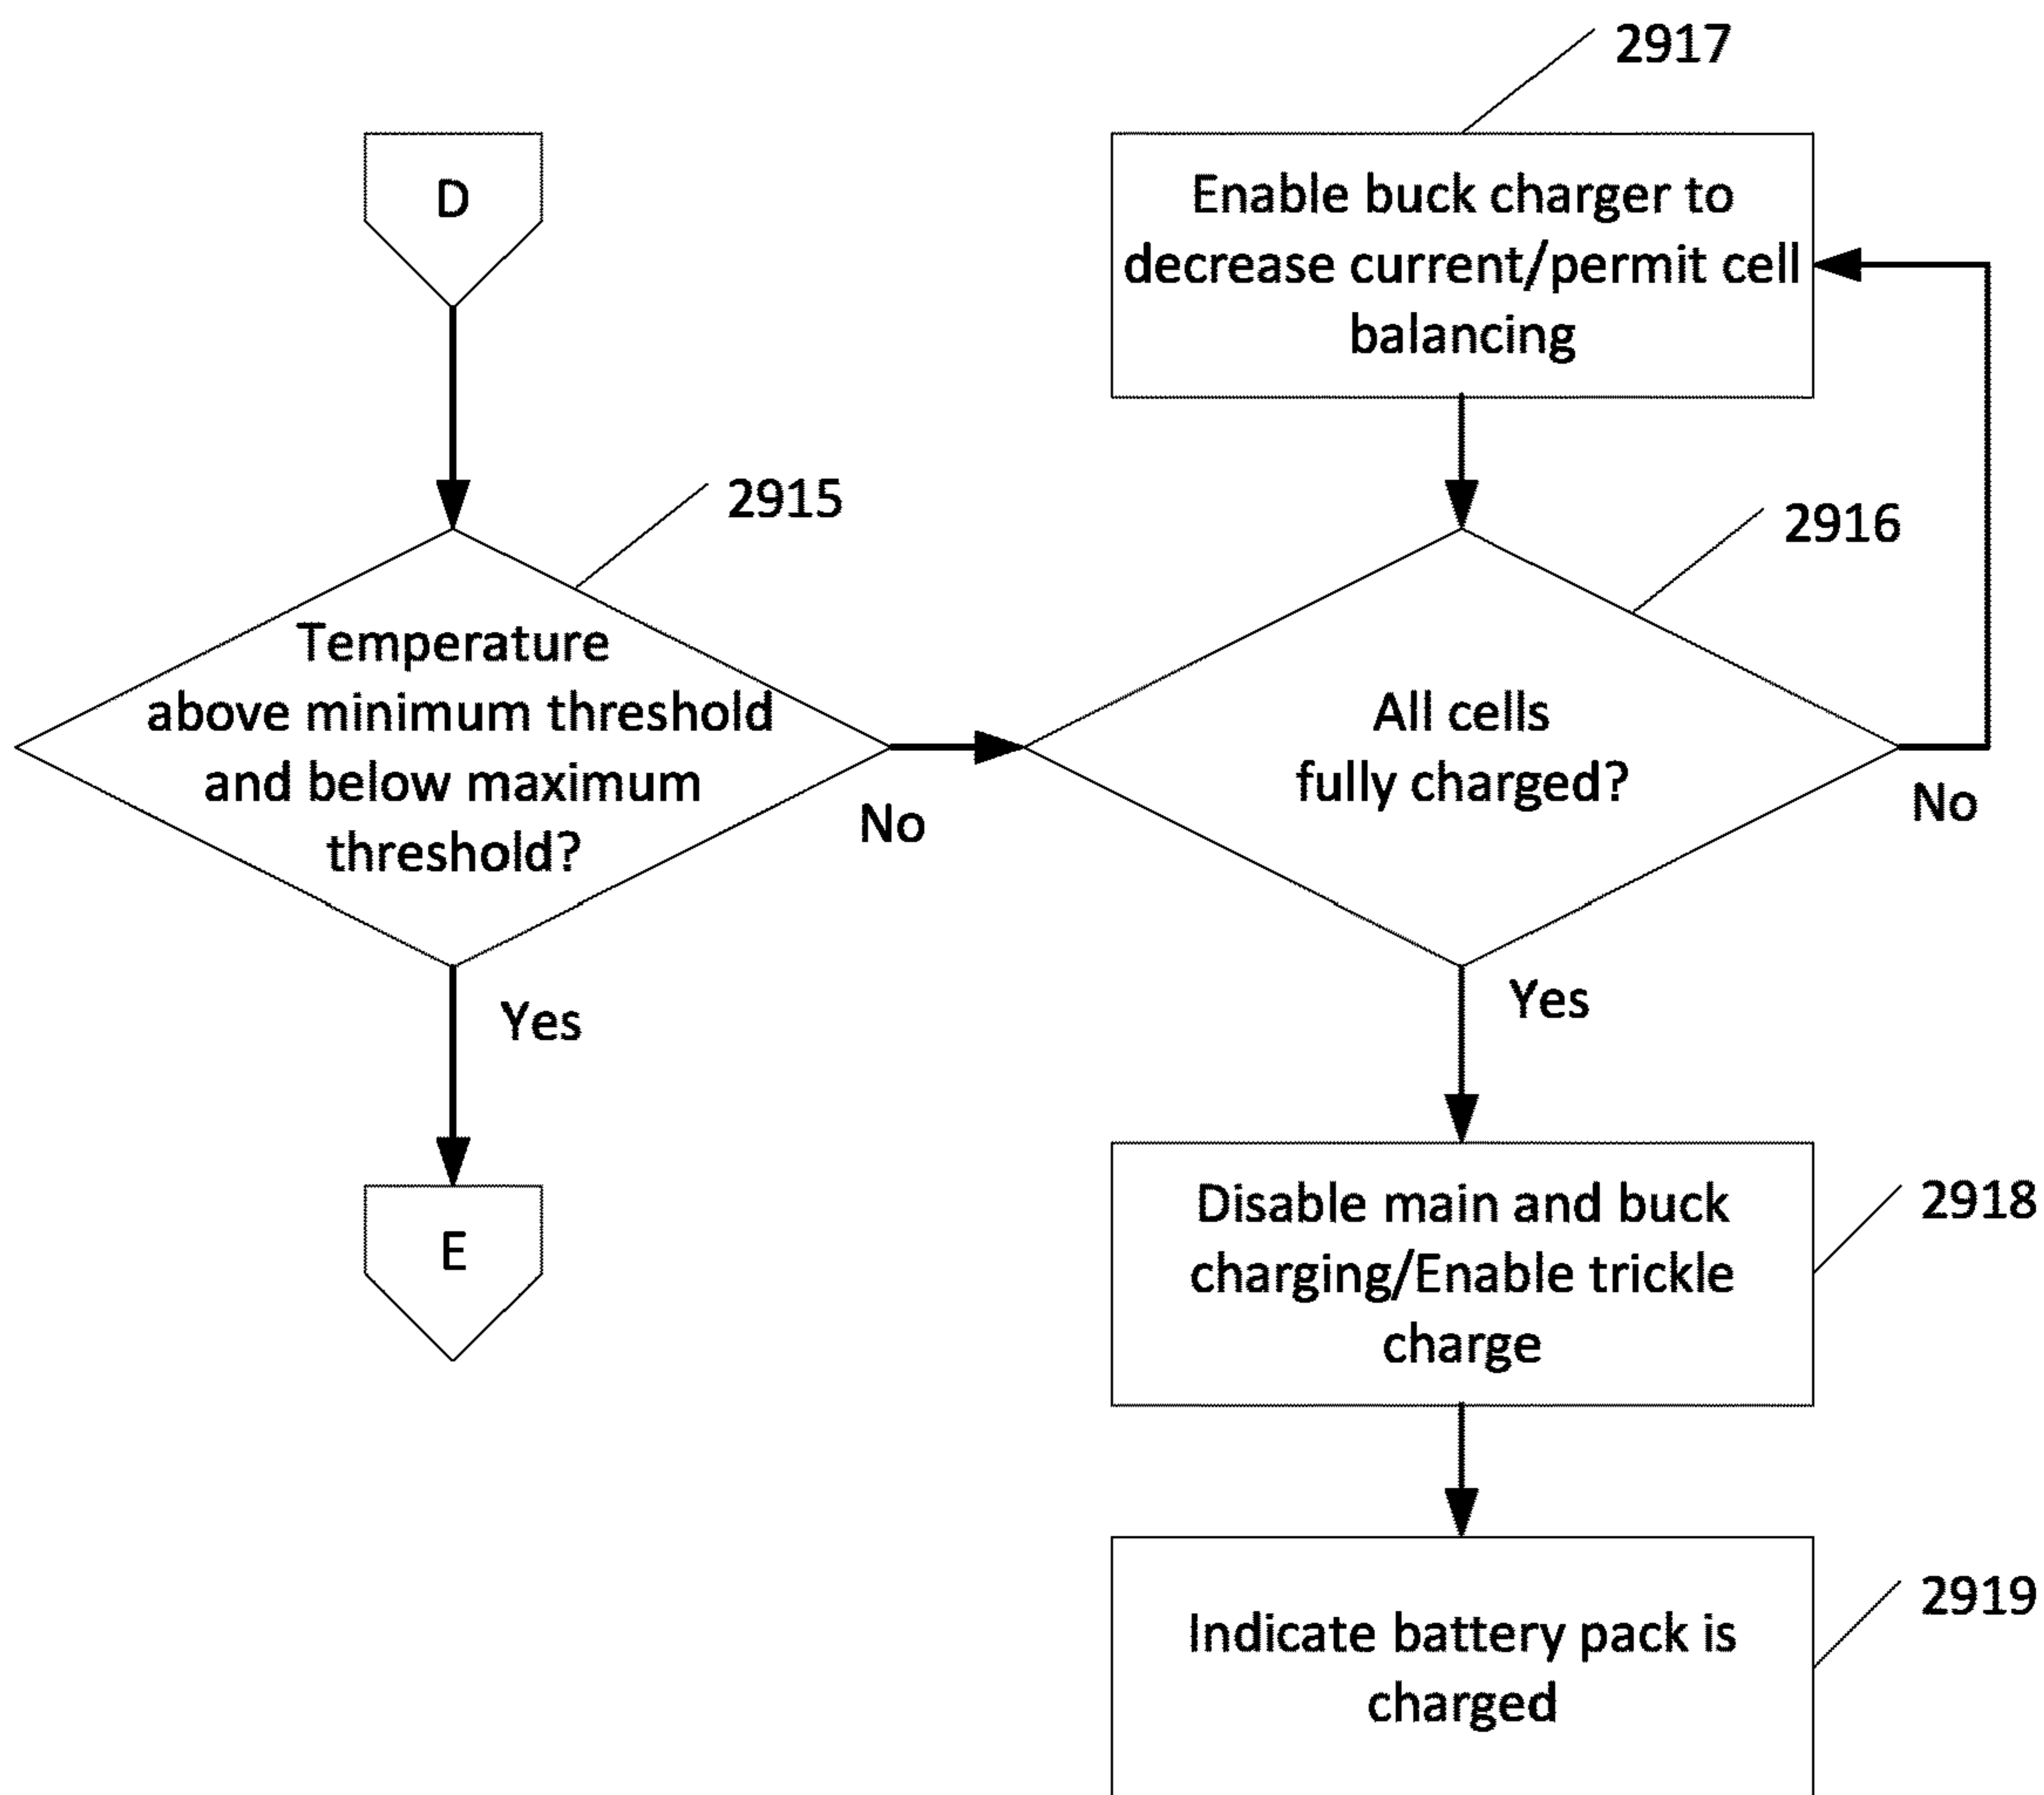 2917
D
Enable buck charger to
decrease current/permit cell
balancing
2915
2916
Temperature
above minimum threshold
and below maximum
threshold?
No
All cells
fully charged?
No
Yes
Yes
E
Disable main and buck
charging/Enable trickle
charge
2918
Indicate battery pack is
charged
2919